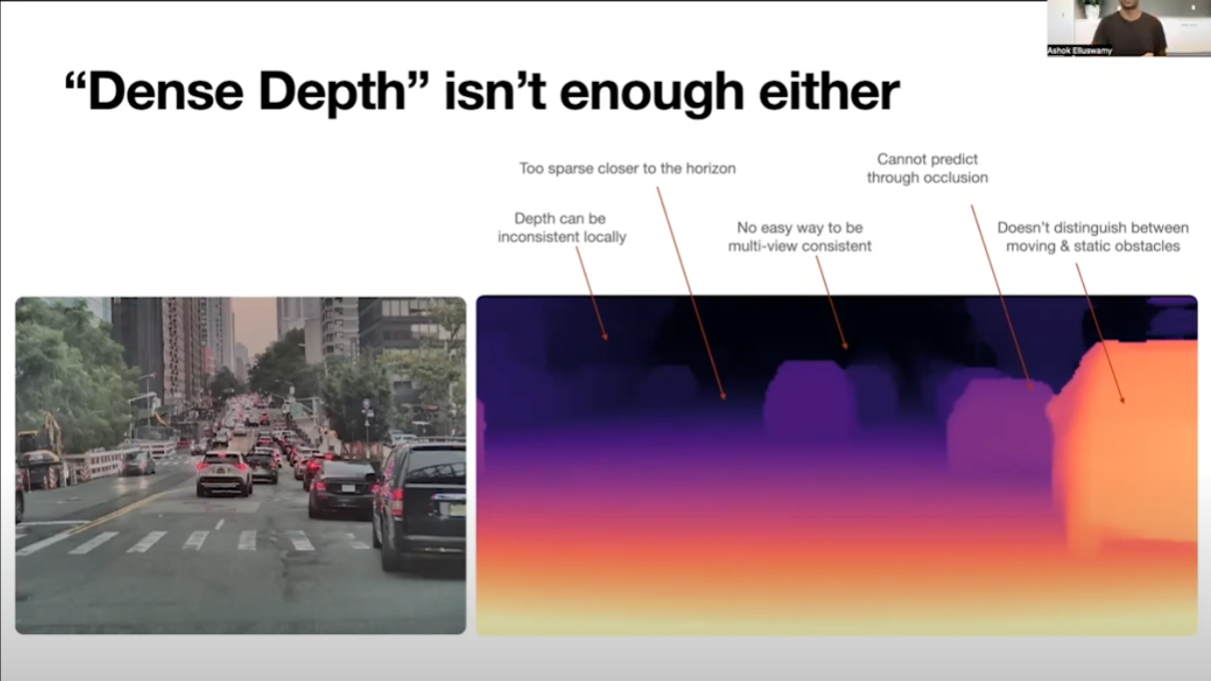 Ashok Elluswamy
“Dense Depth” isn’t enough either
Too sparse closer to the horizon
Cannot predict
through occlusion
Depth can be
inconsistent locally
No easy way to be
multi-view consistent
Doesn’t distinguish between
moving & static obstacles